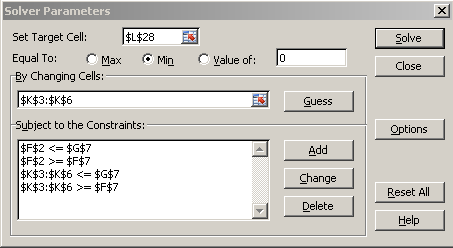 Solver Parameters
Set Target Cell: $L$28 Solve
Equal To: Max Min Value of: 0 Close
By Changing Cells:
$K$3:$K$6 Guess
Subject to the Constraints: Options
$F$2 <= $G$7 Add
$F$2 >= $F$7
$K$3:$K$6 <= $G$7 Change
$K$3:$K$6 >= $F$7 Reset All
Delete Help